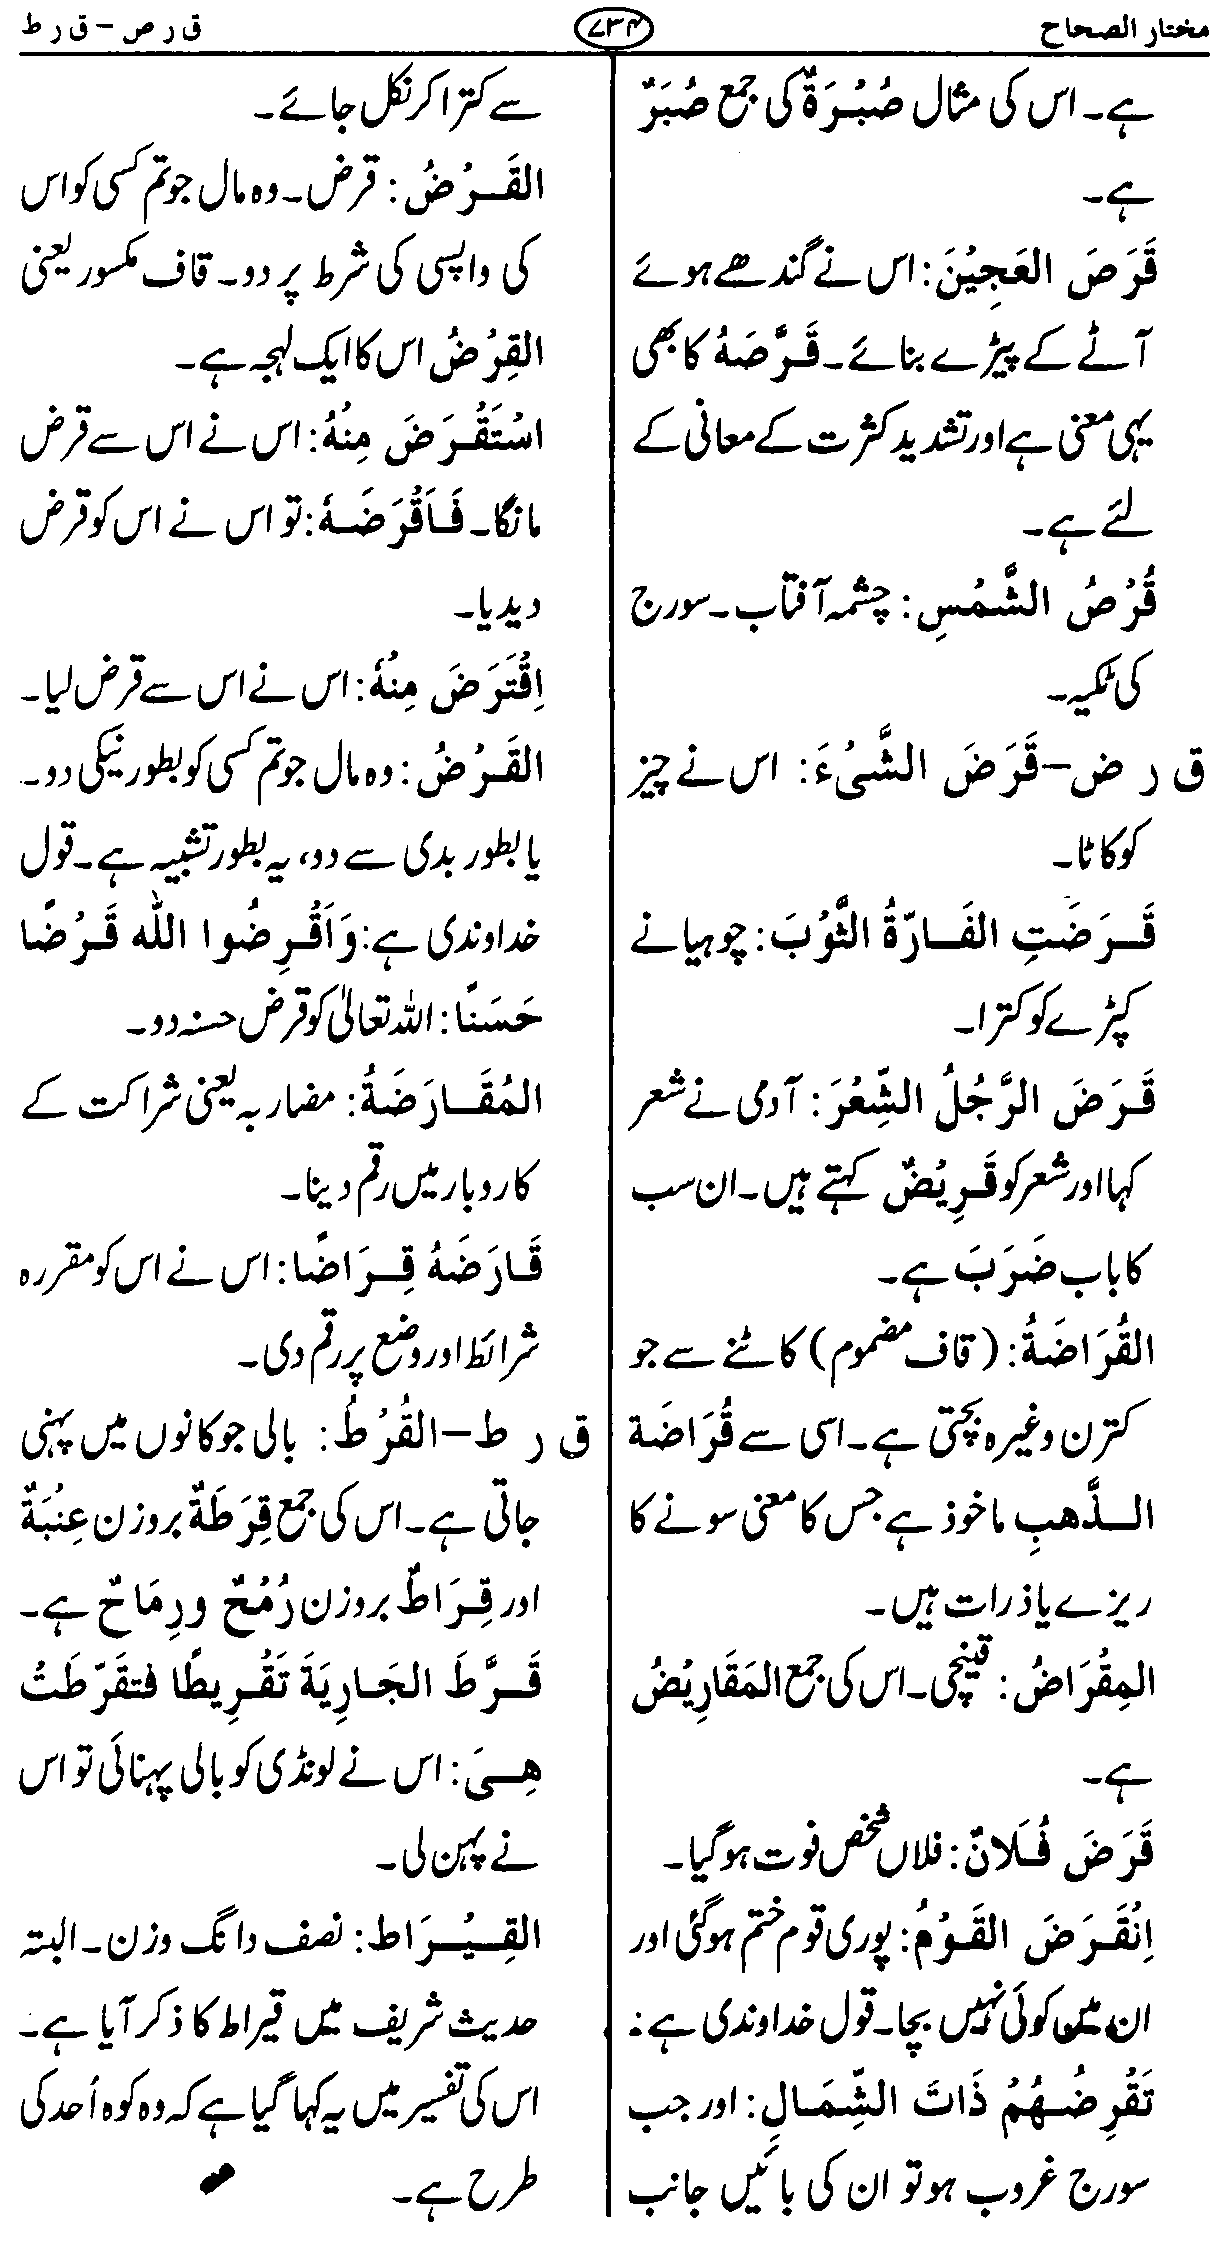 مختار الصحاح
۷۳۴
ق ر ص – ق ر ط
ہے۔ اس کی مثال صُبْرَةٌ کی جمع صُبَرٌ
ہے۔
قَرَصَ العَجِيْنَ: اس نے گندھے ہوئے
آٹے کے پیڑے بنائے۔ قَرَّصَهُ کا بھی
یہی معنی ہے اور تشدید کثرت کے معانی کے
لئے ہے۔
قُرْصُ الشَّمْسِ: چشمہ آفتاب۔ سورج
کی ٹکیہ۔
ق ر ض – قَرَضَ الشَّيْءَ: اس نے چیز
کو کاٹا۔
قَرَضَتِ الفَارّةُ الثَّوْبَ: چوہیا نے
کپڑے کو کترا۔
قَرَضَ الرَّجُلُ الشِّعْرَ: آدمی نے شعر
کہا اور شعر کو قَرِيْضٌ کہتے ہیں۔ ان سب
کا باب ضَرَبَ ہے۔
القُرَاضَةُ: (قاف مضموم) کاٹنے سے جو
کترن وغیرہ بچتی ہے۔ اسی سے قُرَاضَة
الذَّهبِ ماخوذ ہے جس کا معنی سونے کا
ریزے یا ذرات ہیں۔
المِقْرَاضُ: قینچی۔ اس کی جمع المَقَارِيْضُ
ہے۔
قَرَضَ فُلَانٌ: فلاں شخص فوت ہو گیا۔
اِنْقَرَضَ القَوْمُ: پوری قوم ختم ہو گئی اور
ان میں کوئی نہیں بچا۔ قول خداوندی ہے:
تَقْرِضُهُمْ ذَاتَ الشِّمَالِ: اور جب
سورج غروب ہو تو ان کی بائیں جانب
سے کترا کر نکل جائے۔
القَرْضُ: قرض۔ وہ مال جو تم کسی کو اس
کی واپسی کی شرط پر دو۔ قاف مکسور یعنی
القِرْضُ اس کا ایک لہجہ ہے۔
اسْتَقْرَضَ مِنْهُ: اس نے اس سے قرض
مانگا۔ فَاَقْرَضَهٗ: تو اس نے اس کو قرض
دیدیا۔
اِقْتَرَضَ مِنْهٗ: اس نے اس سے قرض لیا۔
القَرْضُ: وہ مال جو تم کسی کو بطور نیکی دو۔
یا بطور بدی سے دو، یہ بطور تشبیہ ہے۔ قول
خداوندی ہے: وَاَقْرِضُوا اللّٰه قَرْضًا
حَسَنًا: اللہ تعالیٰ کو قرض حسنہ دو۔
المُقَارَضَةُ: مضاربہ یعنی شراکت کے
کاروبار میں رقم دینا۔
قَارَضَهُ قِرَاضًا: اس نے اس کو مقررہ
شرائط اور وضع پر رقم دی۔
ق ر ط – القُرْطُ: بالی جو کانوں میں پہنی
جاتی ہے۔ اس کی جمع قِرَطَةٌ بروزن عِنْبَةٌ
اور قِرَاطٌ بروزن رُمْحٌ ورِمَاحٌ ہے۔
قَرَّطَ الجَارِيَةَ تَقْرِيطًا فتقَرّطَتْ
هِيَ: اس نے لونڈی کو بالی پہنائی تو اس
نے پہن لی۔
القِيْرَاط: نصف دانگ وزن۔ البتہ
حدیث شریف میں قیراط کا ذکر آیا ہے۔
اس کی تفسیر میں یہ کہا گیا ہے کہ وہ کوہ اُحد کی
طرح ہے۔